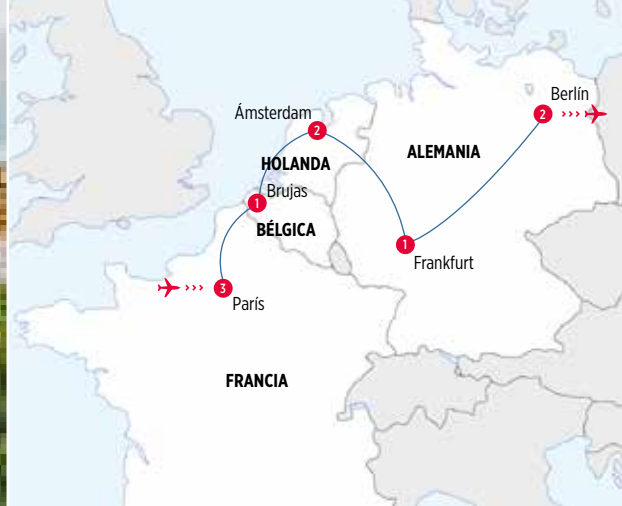 Berlín
2
Ámsterdam
2
HOLANDA
ALEMANIA
Brujas
1
BÉLGICA
1
Frankfurt
3
París
FRANCIA